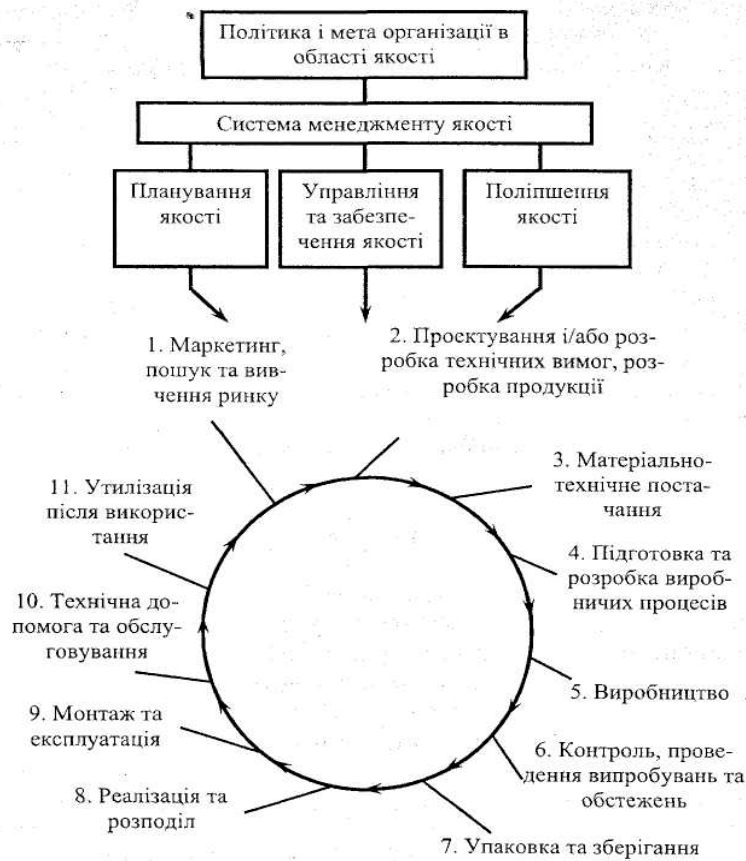 Політика і мета організації в
області якості
Система менеджменту якості
Планування
якості
Управління
та забезпе-
чення якості
Поліпшення
якості
1. Маркетинг,
пошук та вив-
чення ринку
2. Проектування і/або роз-
робка технічних вимог, роз-
робка продукції
3. Матеріально-
технічне поста-
чання
4. Підготовка та
розробка вироб-
ничих процесів
5. Виробництво
6. Контроль, прове-
дення випробувань та
обстежень
7. Упаковка та зберігання
8. Реалізація та
розподіл
9. Монтаж та
експлуатація
10. Технічна до-
помога та обслу-
говування
11. Утилізація
після викорис-
тання